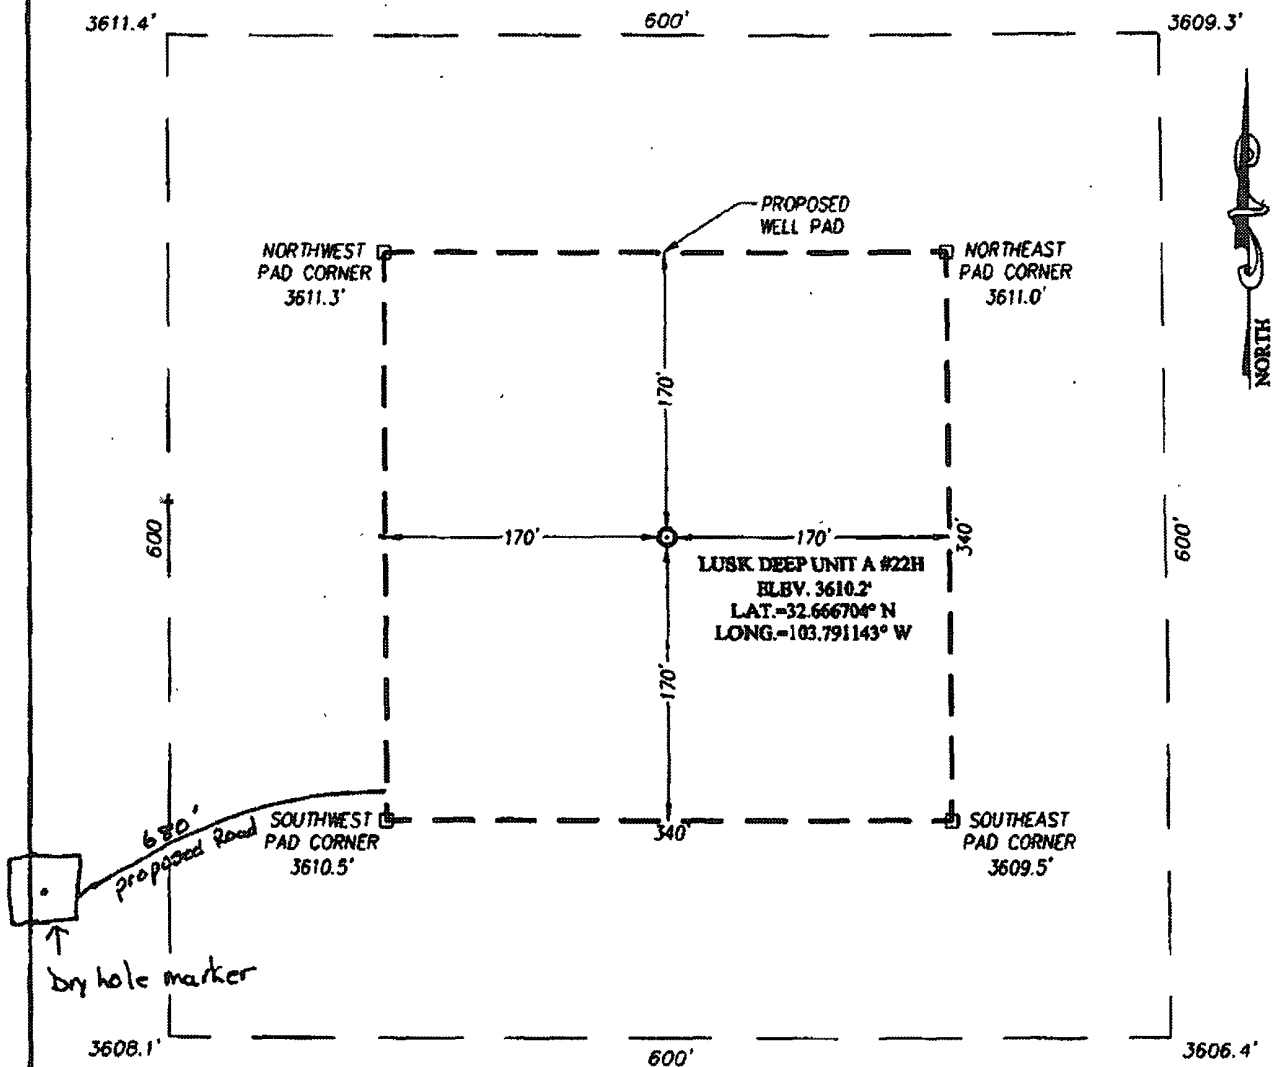 3611.4'
600'
3609.3'
PROPOSED
WELL PAD
NORTHWEST
PAD CORNER
3611.3'
NORTHEAST
PAD CORNER
3611.0'
NORTH
170'
600
170'
170'
340'
600'
LUSK DEEP UNIT A #22H
ELEV. 3610.2'
LAT.=32.666704° N
LONG.=103.791143° W
170'
680'
proposed Road
SOUTHWEST
PAD CORNER
3610.5'
340'
SOUTHEAST
PAD CORNER
3609.5'
Dry hole marker
3608.1'
600'
3606.4'